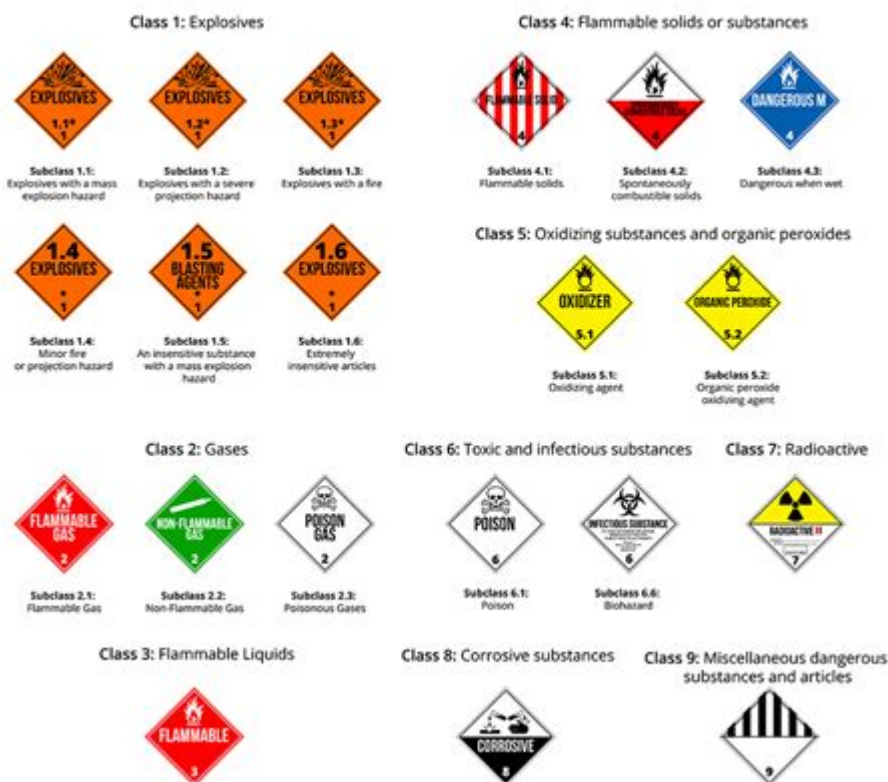 Class 1: Explosives
EXPLOSIVES
1.1*
1
EXPLOSIVES
1.2*
1
EXPLOSIVES
1.3*
1
Subclass 1.1:
Explosives with a mass
explosion hazard
Subclass 1.2:
Explosives with a severe
projection hazard
Subclass 1.3:
Explosives with a fire
1.4
EXPLOSIVES
*
1
1.5
BLASTING
AGENTS
*
1
1.6
EXPLOSIVES
*
1
Subclass 1.4:
Minor fire
or projection hazard
Subclass 1.5:
An insensitive substance
with a mass explosion
hazard
Subclass 1.6:
Extremely
insensitive articles
Class 4: Flammable solids or substances
FLAMMABLE SOLID
4
4
DANGEROUS M
4
Subclass 4.1:
Flammable solids
Subclass 4.2:
Spontaneously
combustible solids
Subclass 4.3:
Dangerous when wet
Class 5: Oxidizing substances and organic peroxides
OXIDIZER
5.1
ORGANIC PEROXIDE
5.2
Subclass 5.1:
Oxidizing agent
Subclass 5.2:
Organic peroxide
oxidizing agent
Class 2: Gases
FLAMMABLE
GAS
2
NON-FLAMMABLE
GAS
2
POISON
GAS
2
Subclass 2.1:
Flammable Gas
Subclass 2.2:
Non-Flammable Gas
Subclass 2.3:
Poisonous Gases
Class 6: Toxic and infectious substances
POISON
6
INFECTIOUS SUBSTANCE
6
Subclass 6.1:
Poison
Subclass 6.6:
Biohazard
Class 7: Radioactive
RADIOACTIVE II
7
Class 3: Flammable Liquids
FLAMMABLE
3
Class 8: Corrosive substances
CORROSIVE
8
Class 9: Miscellaneous dangerous
substances and articles
9